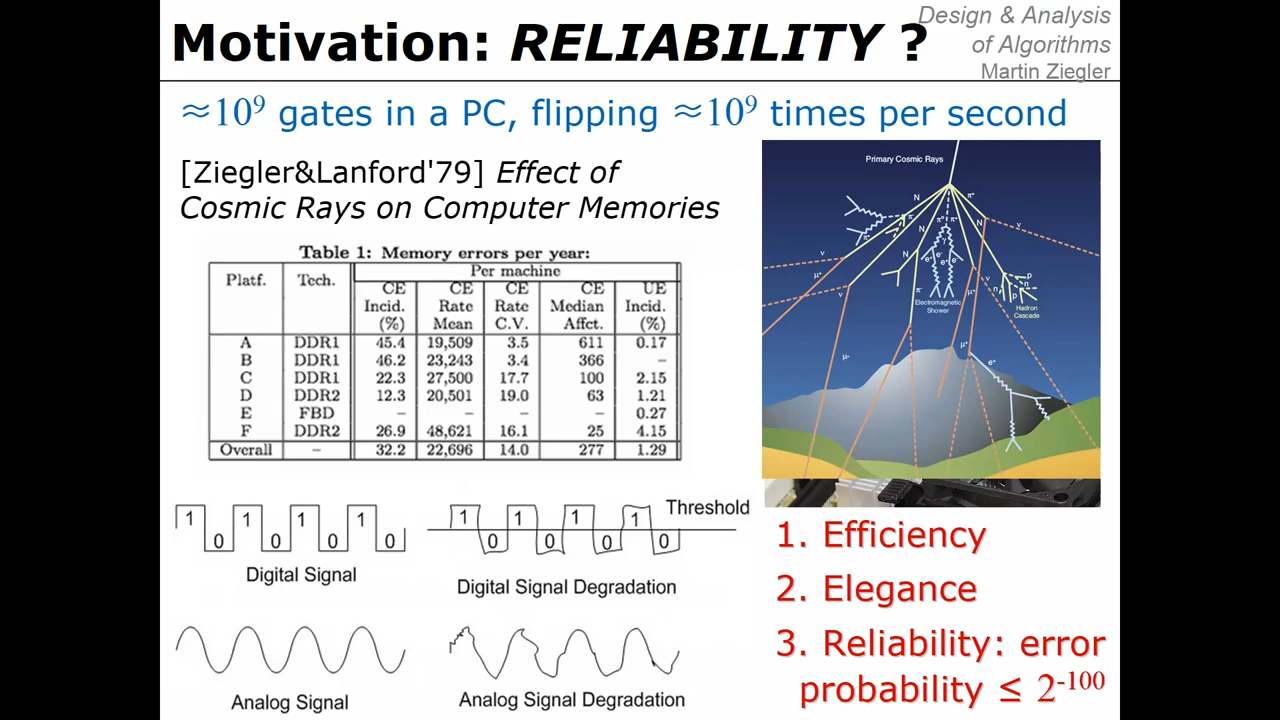 Motivation: RELIABILITY ?
Design & Analysis
of Algorithms
Martin Ziegler
≈10⁹ gates in a PC, flipping ≈10⁹ times per second
[Ziegler&Lanford'79] Effect of
Cosmic Rays on Computer Memories
Table 1: Memory errors per year:
Per machine
Platf. Tech. CE CE CE CE UE
Incid. Rate Rate Median Incid.
(%) Mean C.V. Affct. (%)
A DDR1 45.4 19,509 3.5 611 0.17
B DDR1 46.2 23,243 3.4 366 –
C DDR1 22.3 27,500 17.7 100 2.15
D DDR2 12.3 20,501 19.0 63 1.21
E FBD – – – – 0.27
F DDR2 26.9 48,621 16.1 25 4.15
Overall – 32.2 22,696 14.0 277 1.29
Primary Cosmic Rays
Electromagnetic
Shower
Hadron
Cascade
1 1 1 1
0 0 0 0
Digital Signal
1 1 1 1 Threshold
0 0 0 0
Digital Signal Degradation
Analog Signal
Analog Signal Degradation
1. Efficiency
2. Elegance
3. Reliability: error
probability ≤ 2⁻¹⁰⁰